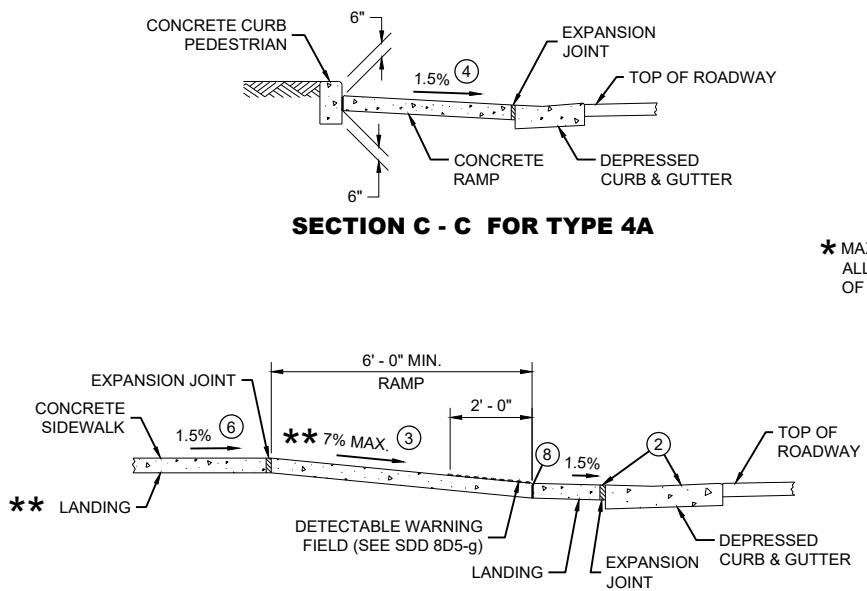 CONCRETE CURB
PEDESTRIAN
6"
1.5% 4
EXPANSION
JOINT
TOP OF ROADWAY
CONCRETE
RAMP
DEPRESSED
CURB & GUTTER
6"
SECTION C - C FOR TYPE 4A
* MAX
ALL
OF
6' - 0" MIN.
RAMP
EXPANSION JOINT
2' - 0"
CONCRETE
SIDEWALK
1.5% 6
** 7% MAX. 3
8
1.5%
2
TOP OF
ROADWAY
** LANDING
DETECTABLE WARNING
FIELD (SEE SDD 8D5-g)
LANDING
EXPANSION
JOINT
DEPRESSED
CURB & GUTTER